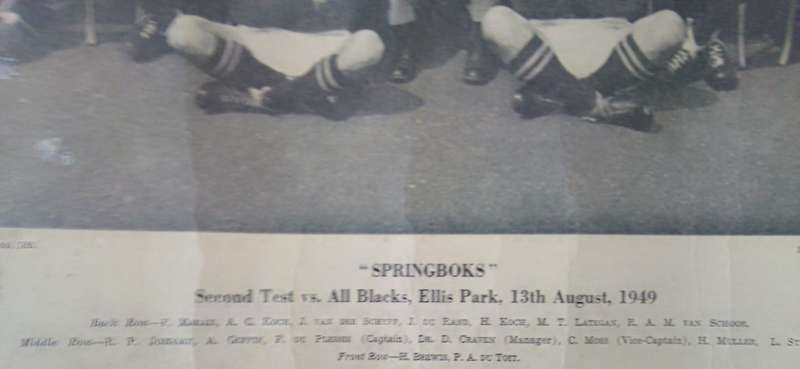 "SPRINGBOKS"
Second Test vs. All Blacks, Ellis Park, 13th August, 1949
Back Row—F. MARAIS, A. C. KOCH, J. VAN DER SCHYFF, J. DU RAND, H. KOCH, M. T. LATEGAN, R. A. M. VAN SCHOOR.
Middle Row—R. P. A. GEFFIN, F. DU PLESSIS (Captain), DR. D. CRAVEN (Manager), C. MOSS (Vice-Captain), H. MULLER, L.
Front Row—H. BREWIS, P. A. DU TOIT.